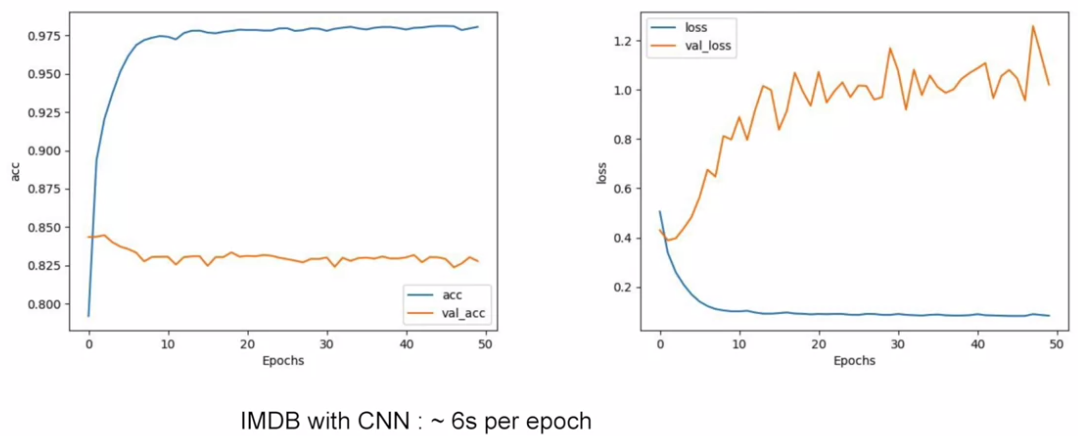 0.975
0.950
0.925
0.900
0.875
0.850
0.825
0.800
acc
acc
val_acc
0 10 20 30 40 50
Epochs
loss
val_loss
1.2
1.0
0.8
0.6
0.4
0.2
loss
0 10 20 30 40 50
Epochs
IMDB with CNN : ~ 6s per epoch